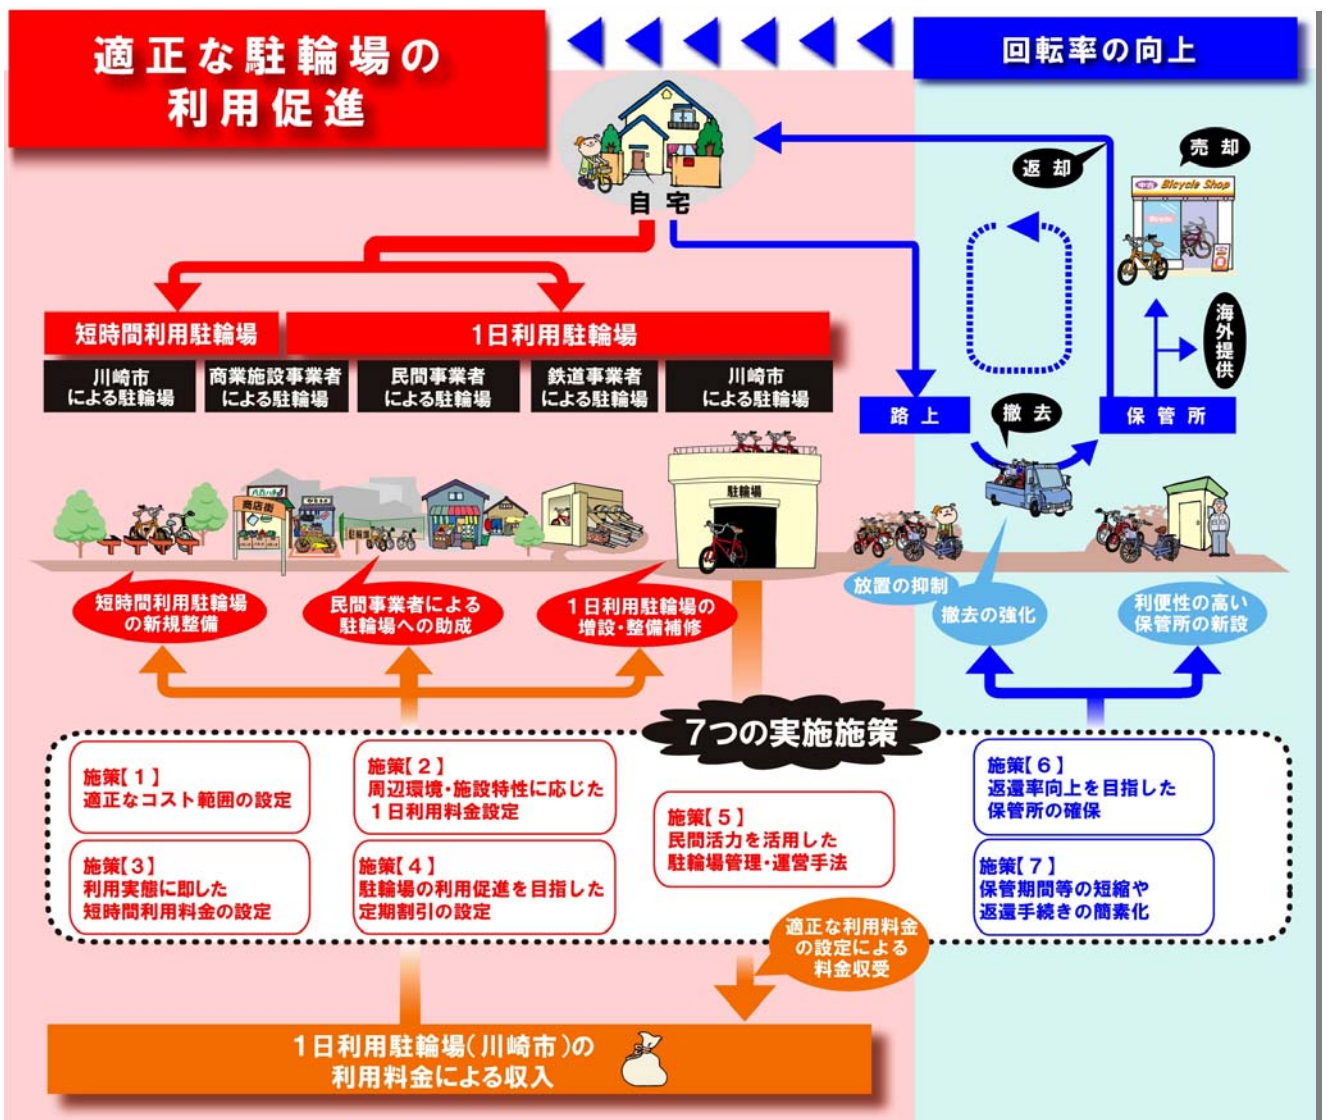 適正な駐輪場の
利用促進
回転率の向上
自宅
返却
売却
中古 Bicycle Shop
海外提供
短時間利用駐輪場
1日利用駐輪場
川崎市
による駐輪場
商業施設事業者
による駐輪場
民間事業者
による駐輪場
鉄道事業者
による駐輪場
川崎市
による駐輪場
路上
撤去
保管所
商店街
駐輪場
駐輪場
短時間利用駐輪場
の新規整備
民間事業者による
駐輪場への助成
1日利用駐輪場の
増設・整備補修
放置の抑制
撤去の強化
利便性の高い
保管所の新設
7つの実施施策
施策【1】
適正なコスト範囲の設定
施策【2】
周辺環境・施設特性に応じた
1日利用料金設定
施策【3】
利用実態に即した
短時間利用料金の設定
施策【4】
駐輪場の利用促進を目指した
定期割引の設定
施策【5】
民間活力を活用した
駐輪場管理・運営手法
施策【6】
返還率向上を目指した
保管所の確保
施策【7】
保管期間等の短縮や
返還手続きの簡素化
適正な利用料金
の設定による
料金収受
1日利用駐輪場(川崎市)の
利用料金による収入